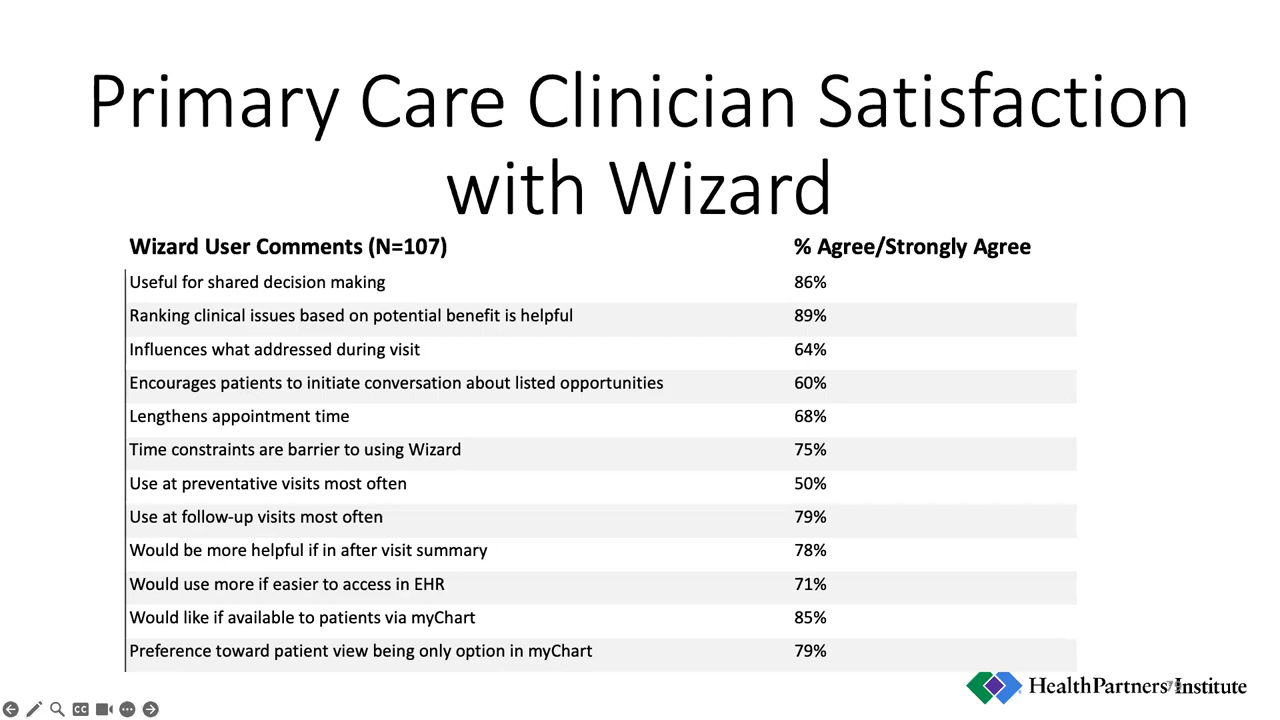 Primary Care Clinician Satisfaction
with Wizard
Wizard User Comments (N=107) % Agree/Strongly Agree
Useful for shared decision making 86%
Ranking clinical issues based on potential benefit is helpful 89%
Influences what addressed during visit 64%
Encourages patients to initiate conversation about listed opportunities 60%
Lengthens appointment time 68%
Time constraints are barrier to using Wizard 75%
Use at preventative visits most often 50%
Use at follow-up visits most often 79%
Would be more helpful if in after visit summary 78%
Would use more if easier to access in EHR 71%
Would like if available to patients via myChart 85%
Preference toward patient view being only option in myChart 79%
HealthPartners Institute
CC